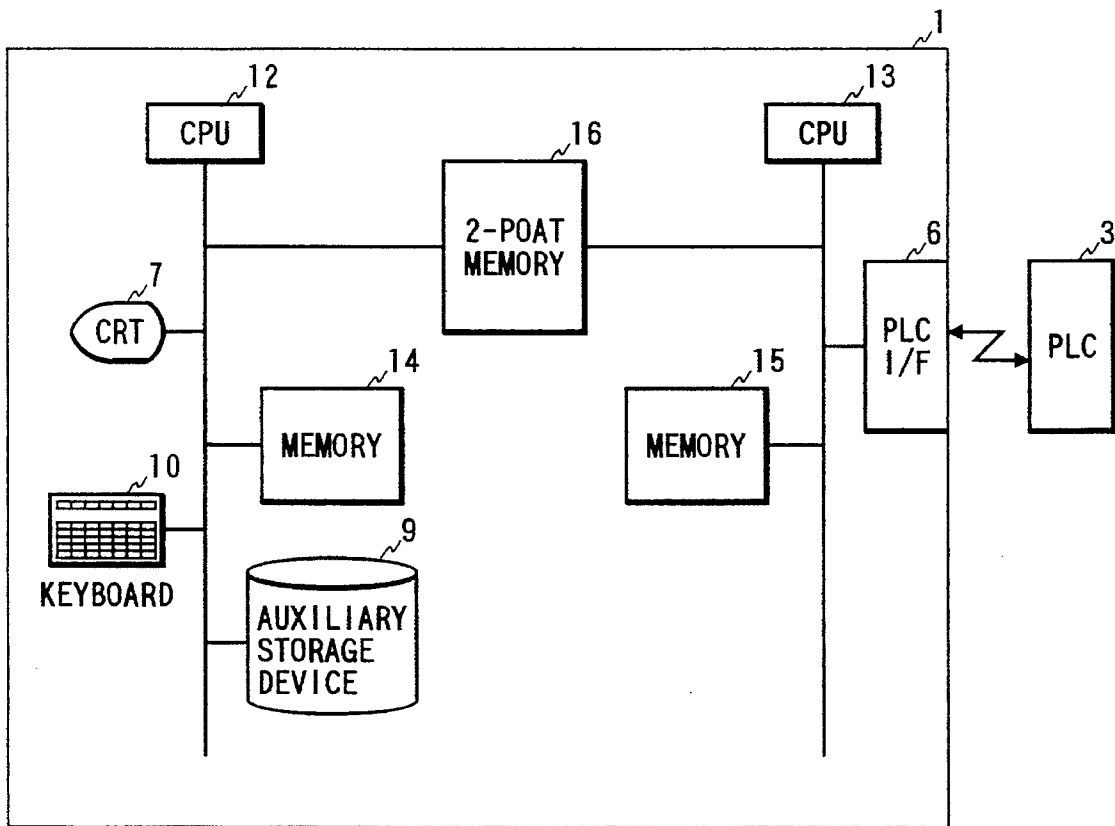 1
12
CPU
13
CPU
16
2-POAT
MEMORY
6
PLC
I/F
3
PLC
7
CRT
14
MEMORY
15
MEMORY
10
KEYBOARD
9
AUXILIARY
STORAGE
DEVICE